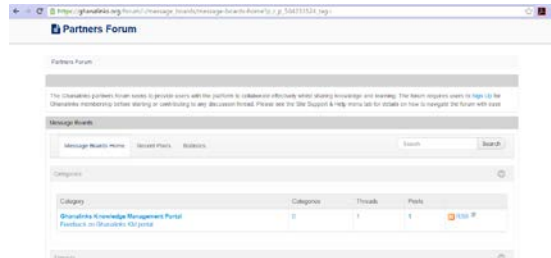 https://ghanalinks.org/forum/-/message_boards/message-boards-home?p_r_p_564233524_tag=
Partners Forum
Partners Forum
The Ghanalinks partners forum seeks to provide users with the platform to collaborate effectively whilst sharing knowledge and learning. The forum requires users to Sign Up for
Ghanalinks membership before starting or contributing to any discussion thread. Please see the Site Support & Help menu tab for details on how to navigate the forum with ease
Message Boards
Message Boards Home Recent Posts Statistics Search Search
Categories
Category Categories Threads Posts
Ghanalinks Knowledge Management Portal 0 1 RSS
Feedback on Ghanalinks KM portal